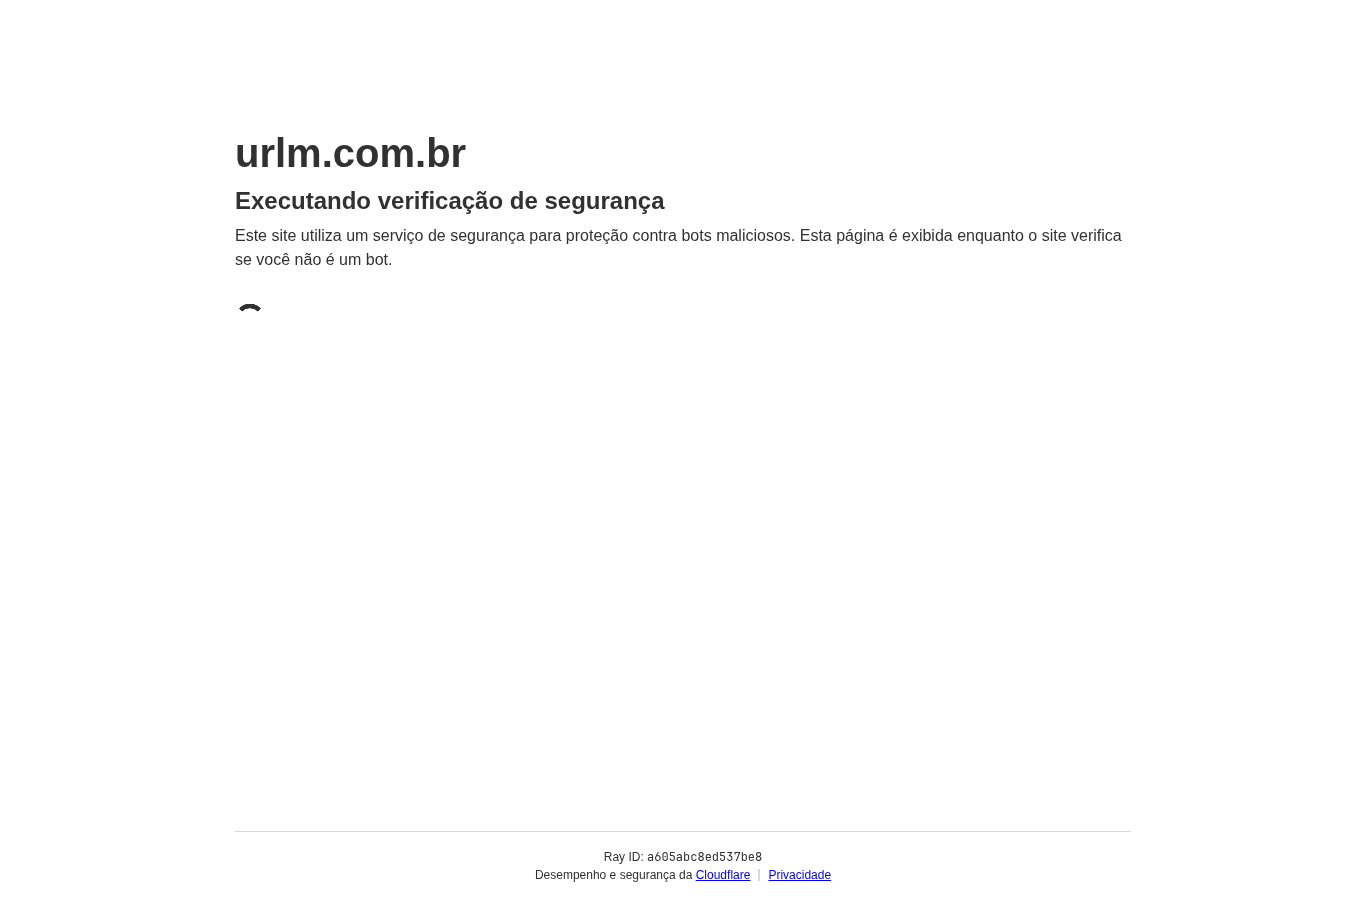 urlm.com.br
Executando verificação de segurança
Este site utiliza um serviço de segurança para proteção contra bots maliciosos. Esta página é exibida enquanto o site verifica
se você não é um bot.
Ray ID: a605abc8ed537be8
Desempenho e segurança da Cloudflare | Privacidade